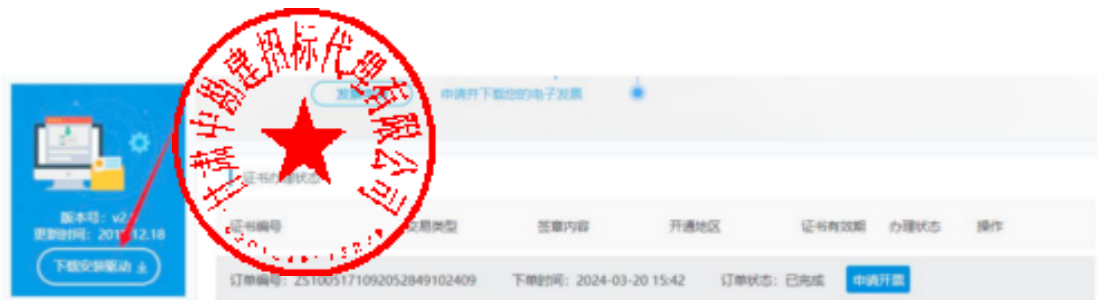 江苏中勘建招标代理有限公司
申请开下载您的电子发票
证书办理状态
版本号：v2.
更新时间：201 12.18
下载安装驱动
证书编号 交易类型 签章内容 开通地区 证书有效期 办理状态 操作
订单编号：ZS1005171092052849102409 下单时间：2024-03-20 15:42 订单状态：已完成 申请开票